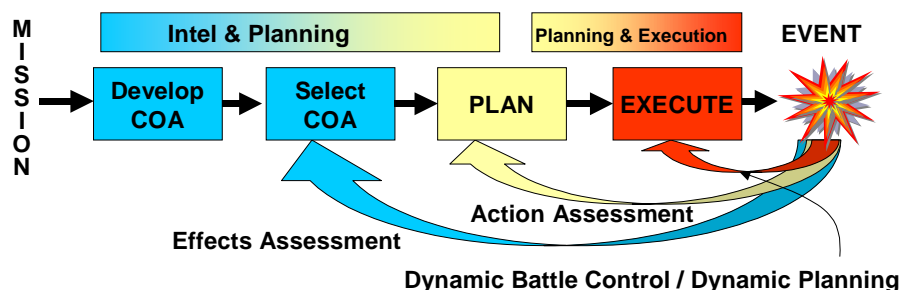 MISSION
Intel & Planning
Planning & Execution
EVENT
Develop
COA
Select
COA
PLAN
EXECUTE
Action Assessment
Effects Assessment
Dynamic Battle Control / Dynamic Planning